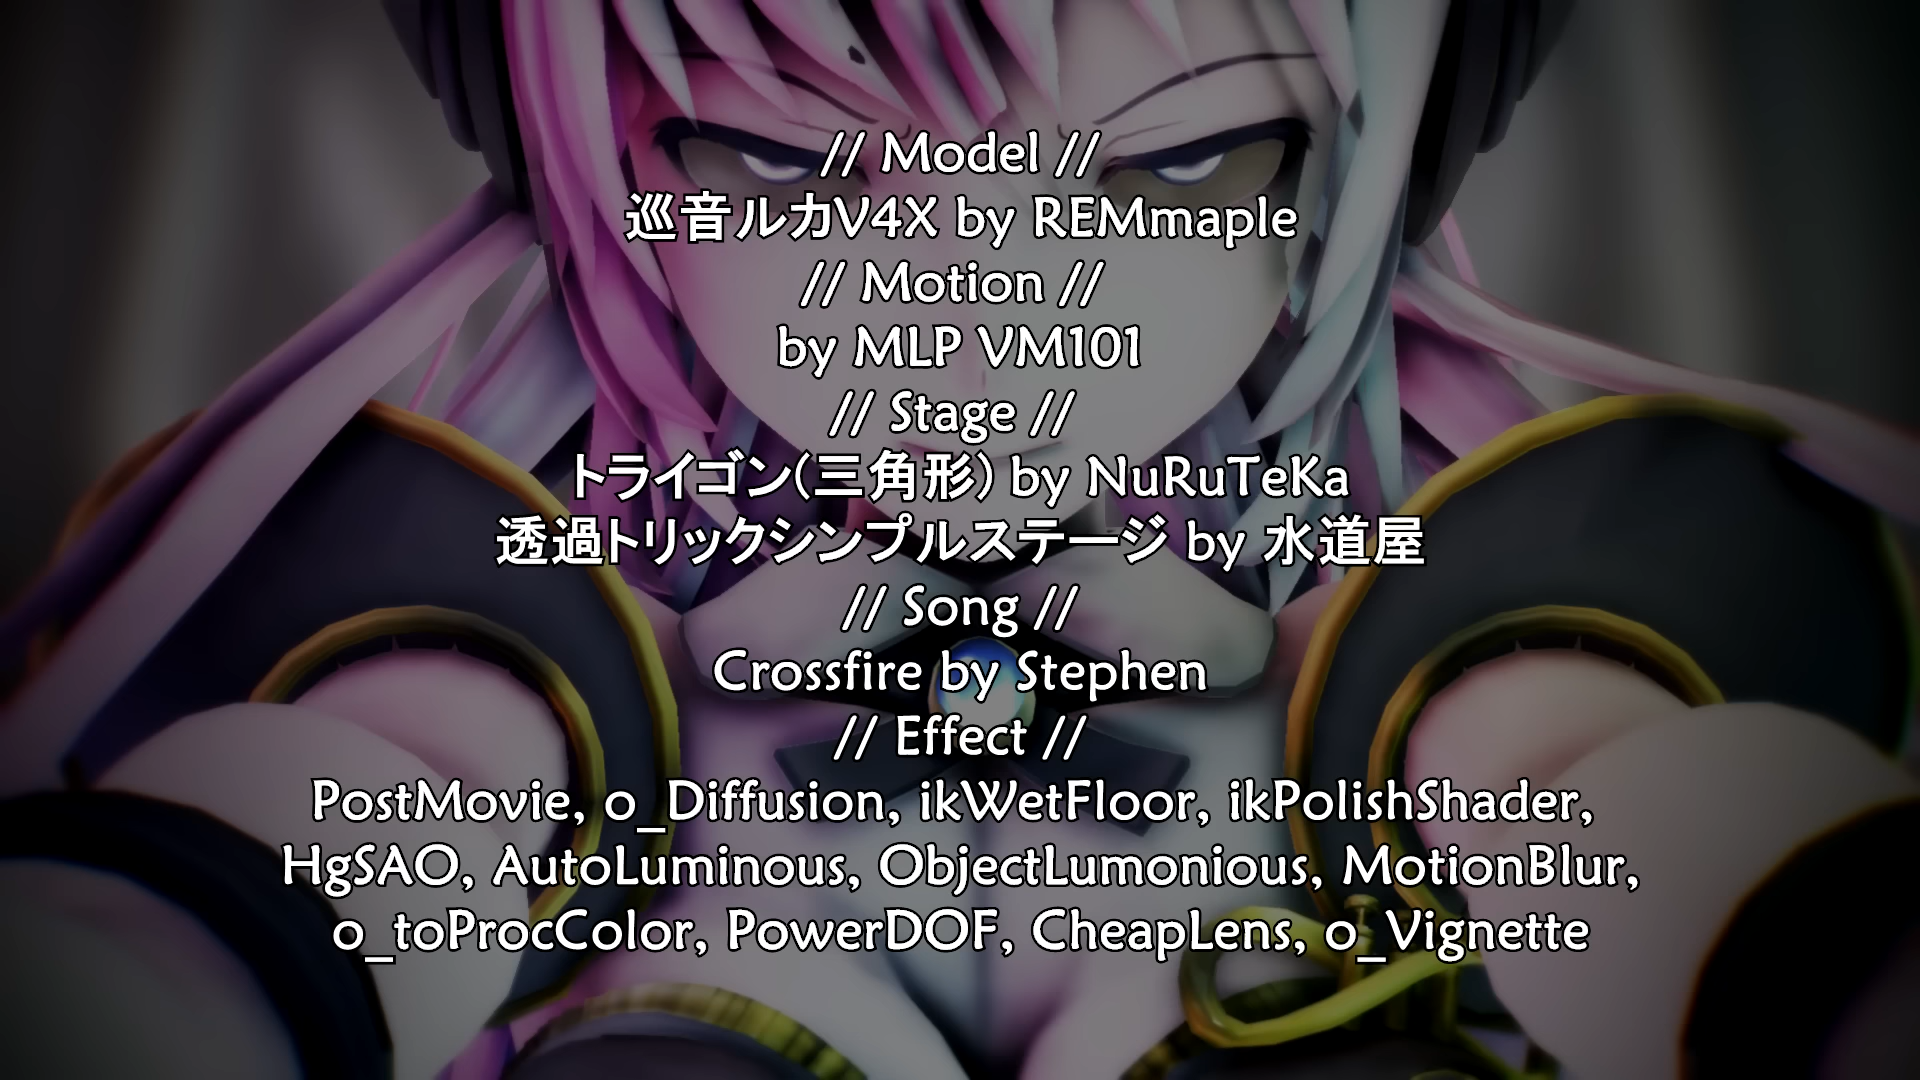 // Model //
巡音ルカV4X by REMmaple
// Motion //
by MLP VM101
// Stage //
トライゴン(三角形) by NuRuTeKa
透過トリックシンプルステージ by 水道屋
// Song //
Crossfire by Stephen
// Effect //
PostMovie, o_Diffusion, ikWetFloor, ikPolishShader,
HgSAO, AutoLuminous, ObjectLumonious, MotionBlur,
o_toProcColor, PowerDOF, CheapLens, o_Vignette